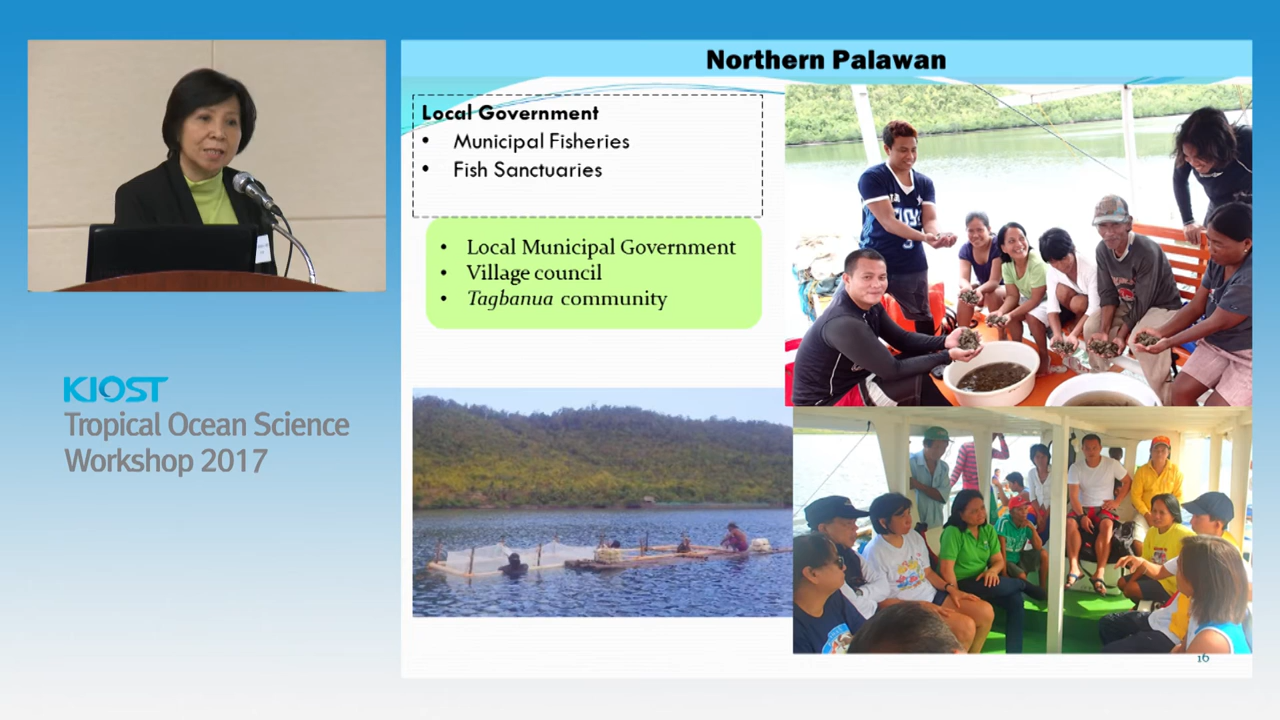 Northern Palawan
Local Government
• Municipal Fisheries
• Fish Sanctuaries
• Local Municipal Government
• Village council
• Tagbanua community
KIOST
Tropical Ocean Science
Workshop 2017
16